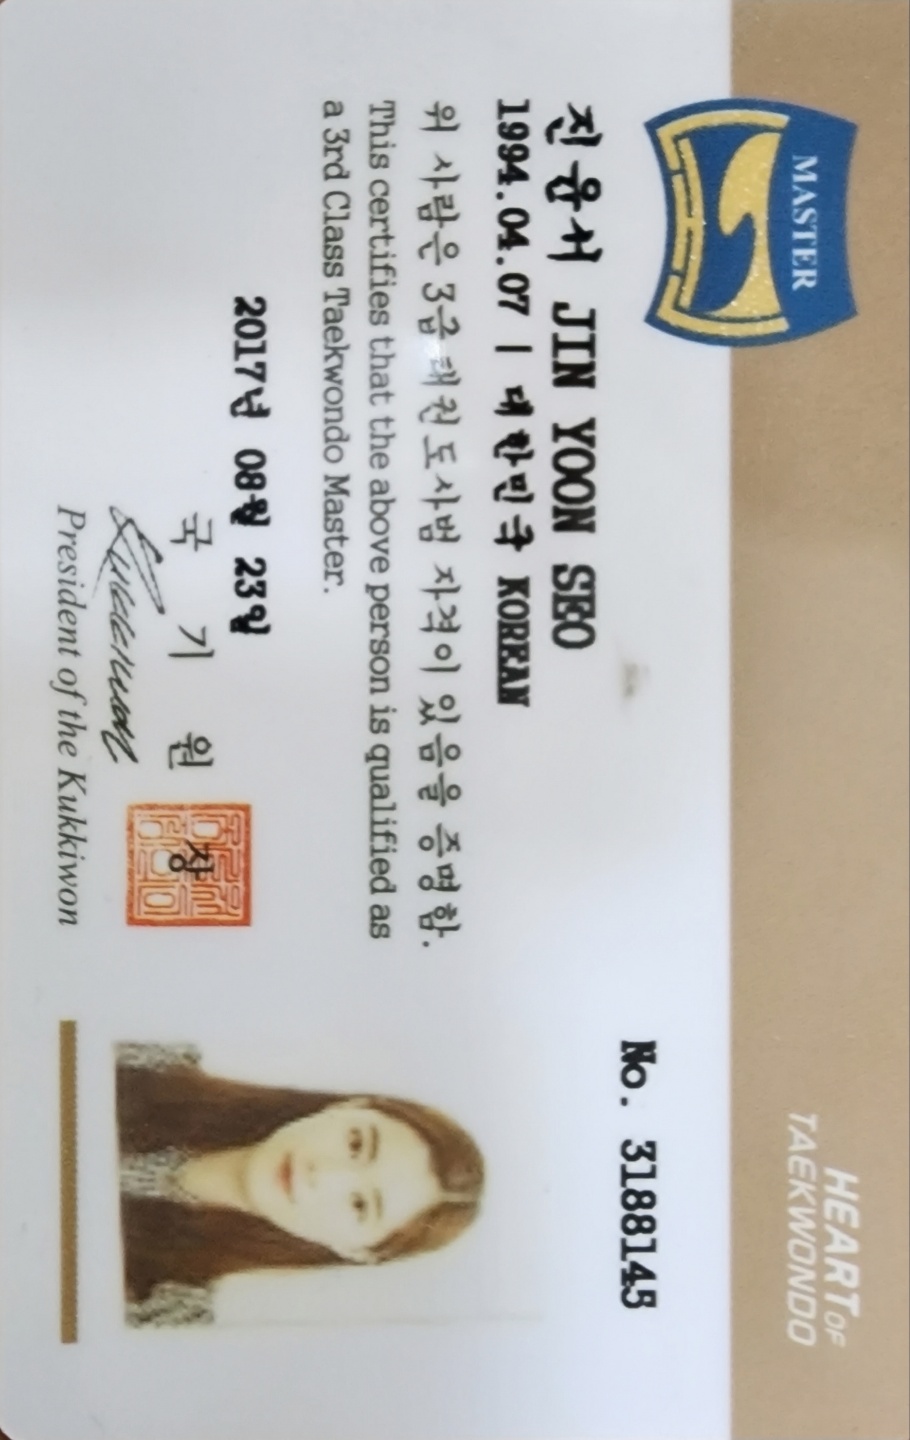 MASTER
HEART OF
TAEKWONDO
No. 3188145
진윤서 JIN YOON SEO
1994.04.07 | 대한민국 KOREAN
위 사람은 3급 태권도사범 자격이 있음을 증명함.
This certifies that the above person is qualified as
a 3rd Class Taekwondo Master.
2017년 08월 23일
국 기 원 장
President of the Kukkiwon